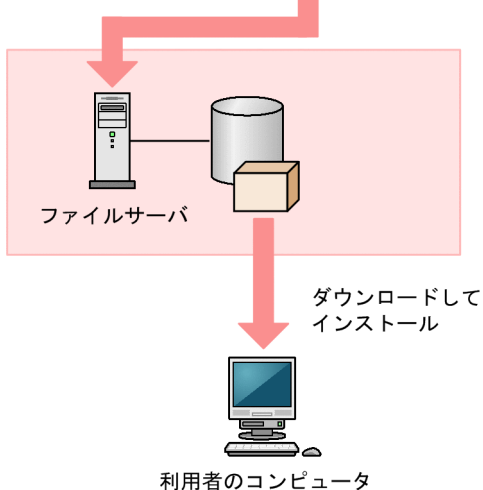 ファイルサーバ
ダウンロードして
インストール
利用者のコンピュータ